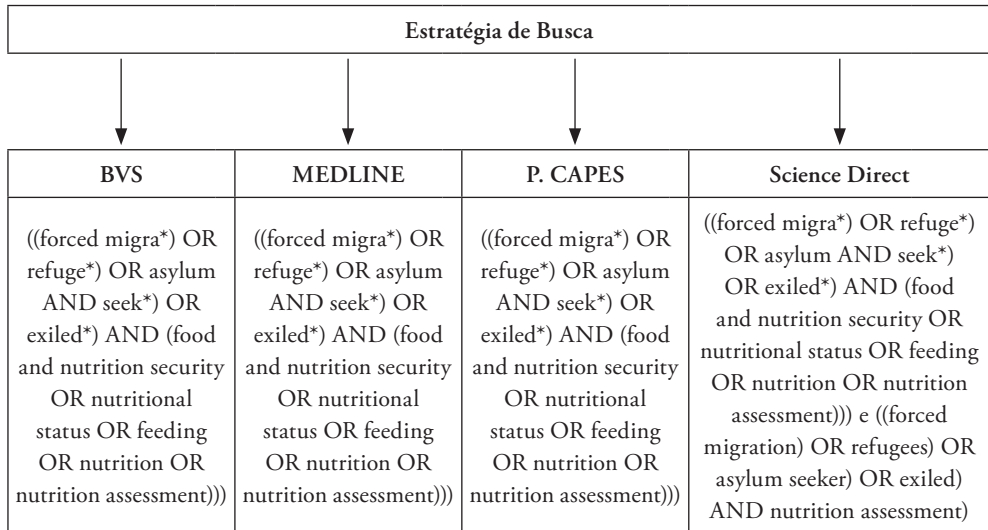 Estratégia de Busca
BVS
((forced migra*) OR
refuge*) OR asylum
AND seek*) OR
exiled*) AND (food
and nutrition security
OR nutritional
status OR feeding
OR nutrition OR
nutrition assessment)))
MEDLINE
((forced migra*) OR
refuge*) OR asylum
AND seek*) OR
exiled*) AND (food
and nutrition security
OR nutritional
status OR feeding
OR nutrition OR
nutrition assessment)))
P. CAPES
((forced migra*) OR
refuge*) OR asylum
AND seek*) OR
exiled*) AND (food
and nutrition security
OR nutritional
status OR feeding
OR nutrition OR
nutrition assessment)))
Science Direct
((forced migra*) OR refuge*)
OR asylum AND seek*)
OR exiled*) AND (food
and nutrition security OR
nutritional status OR feeding
OR nutrition OR nutrition
assessment))) e ((forced
migration) OR refugees) OR
asylum seeker) OR exiled)
AND nutrition assessment)